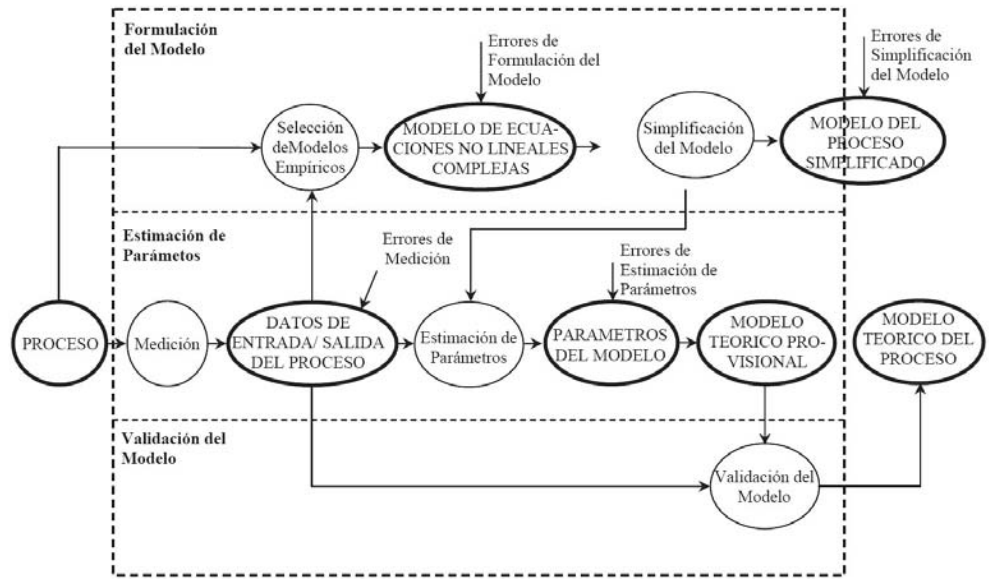 Formulación
del Modelo
Errores de
Formulación del
Modelo
Errores de
Simplificación
del Modelo
Selección
deModelos
Empíricos
MODELO DE ECUA-
CIONES NO LINEALES
COMPLEJAS
Simplificación
del Modelo
MODELO DEL
PROCESO
SIMPLIFICADO
Estimación de
Parámetos
Errores de
Medición
Errores de
Estimación de
Parámetros
PROCESO
Medición
DATOS DE
ENTRADA/ SALIDA
DEL PROCESO
Estimación de
Parámetros
PARAMETROS
DEL MODELO
MODELO
TEORICO PRO-
VISIONAL
MODELO
TEORICO DEL
PROCESO
Validación del
Modelo
Validación del
Modelo